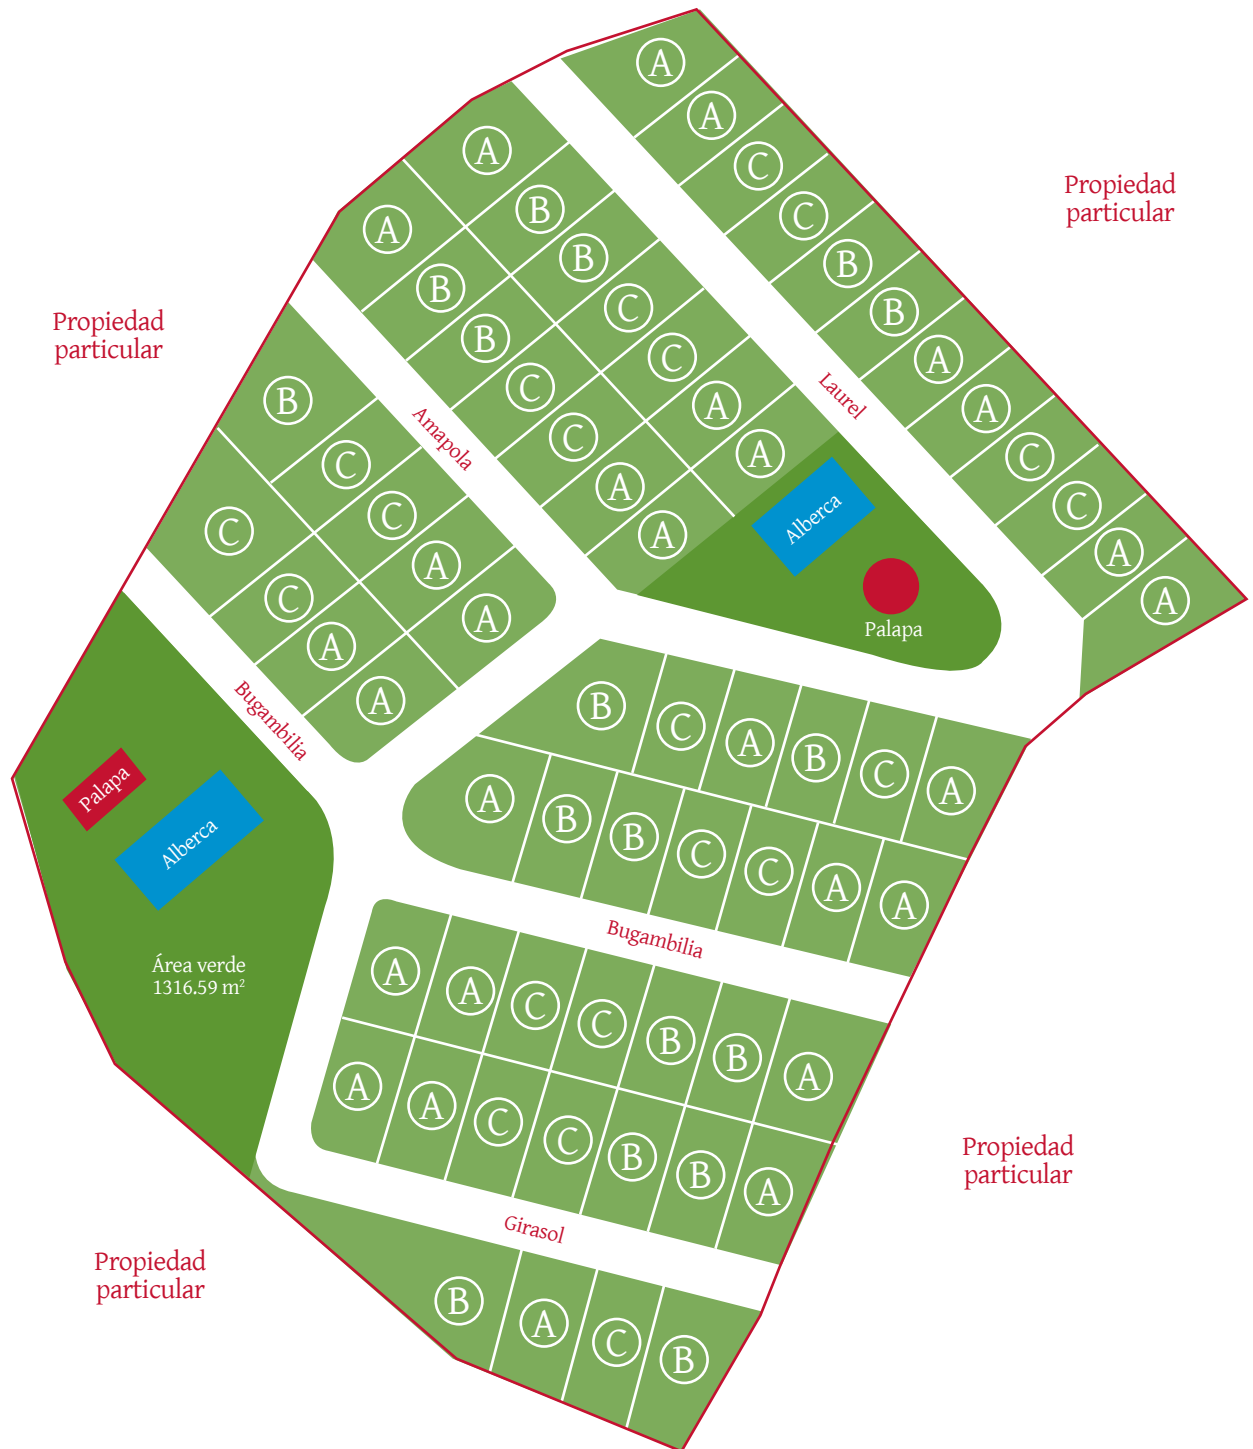 A
A
C
C
B
B
A
A
C
C
A
A
Propiedad
particular
Laurel
A
B
B
C
C
A
A
A
B
B
C
C
A
A
Alberca
Palapa
Propiedad
particular
Amapola
B
C
C
A
A
C
C
A
A
Bugambilia
Palapa
Alberca
Área verde
1316.59 m²
B
C
A
B
C
A
A
B
B
C
C
A
A
Bugambilia
A
A
C
C
B
B
A
A
A
C
C
B
B
A
Propiedad
particular
Girasol
Propiedad
particular
B
A
C
B